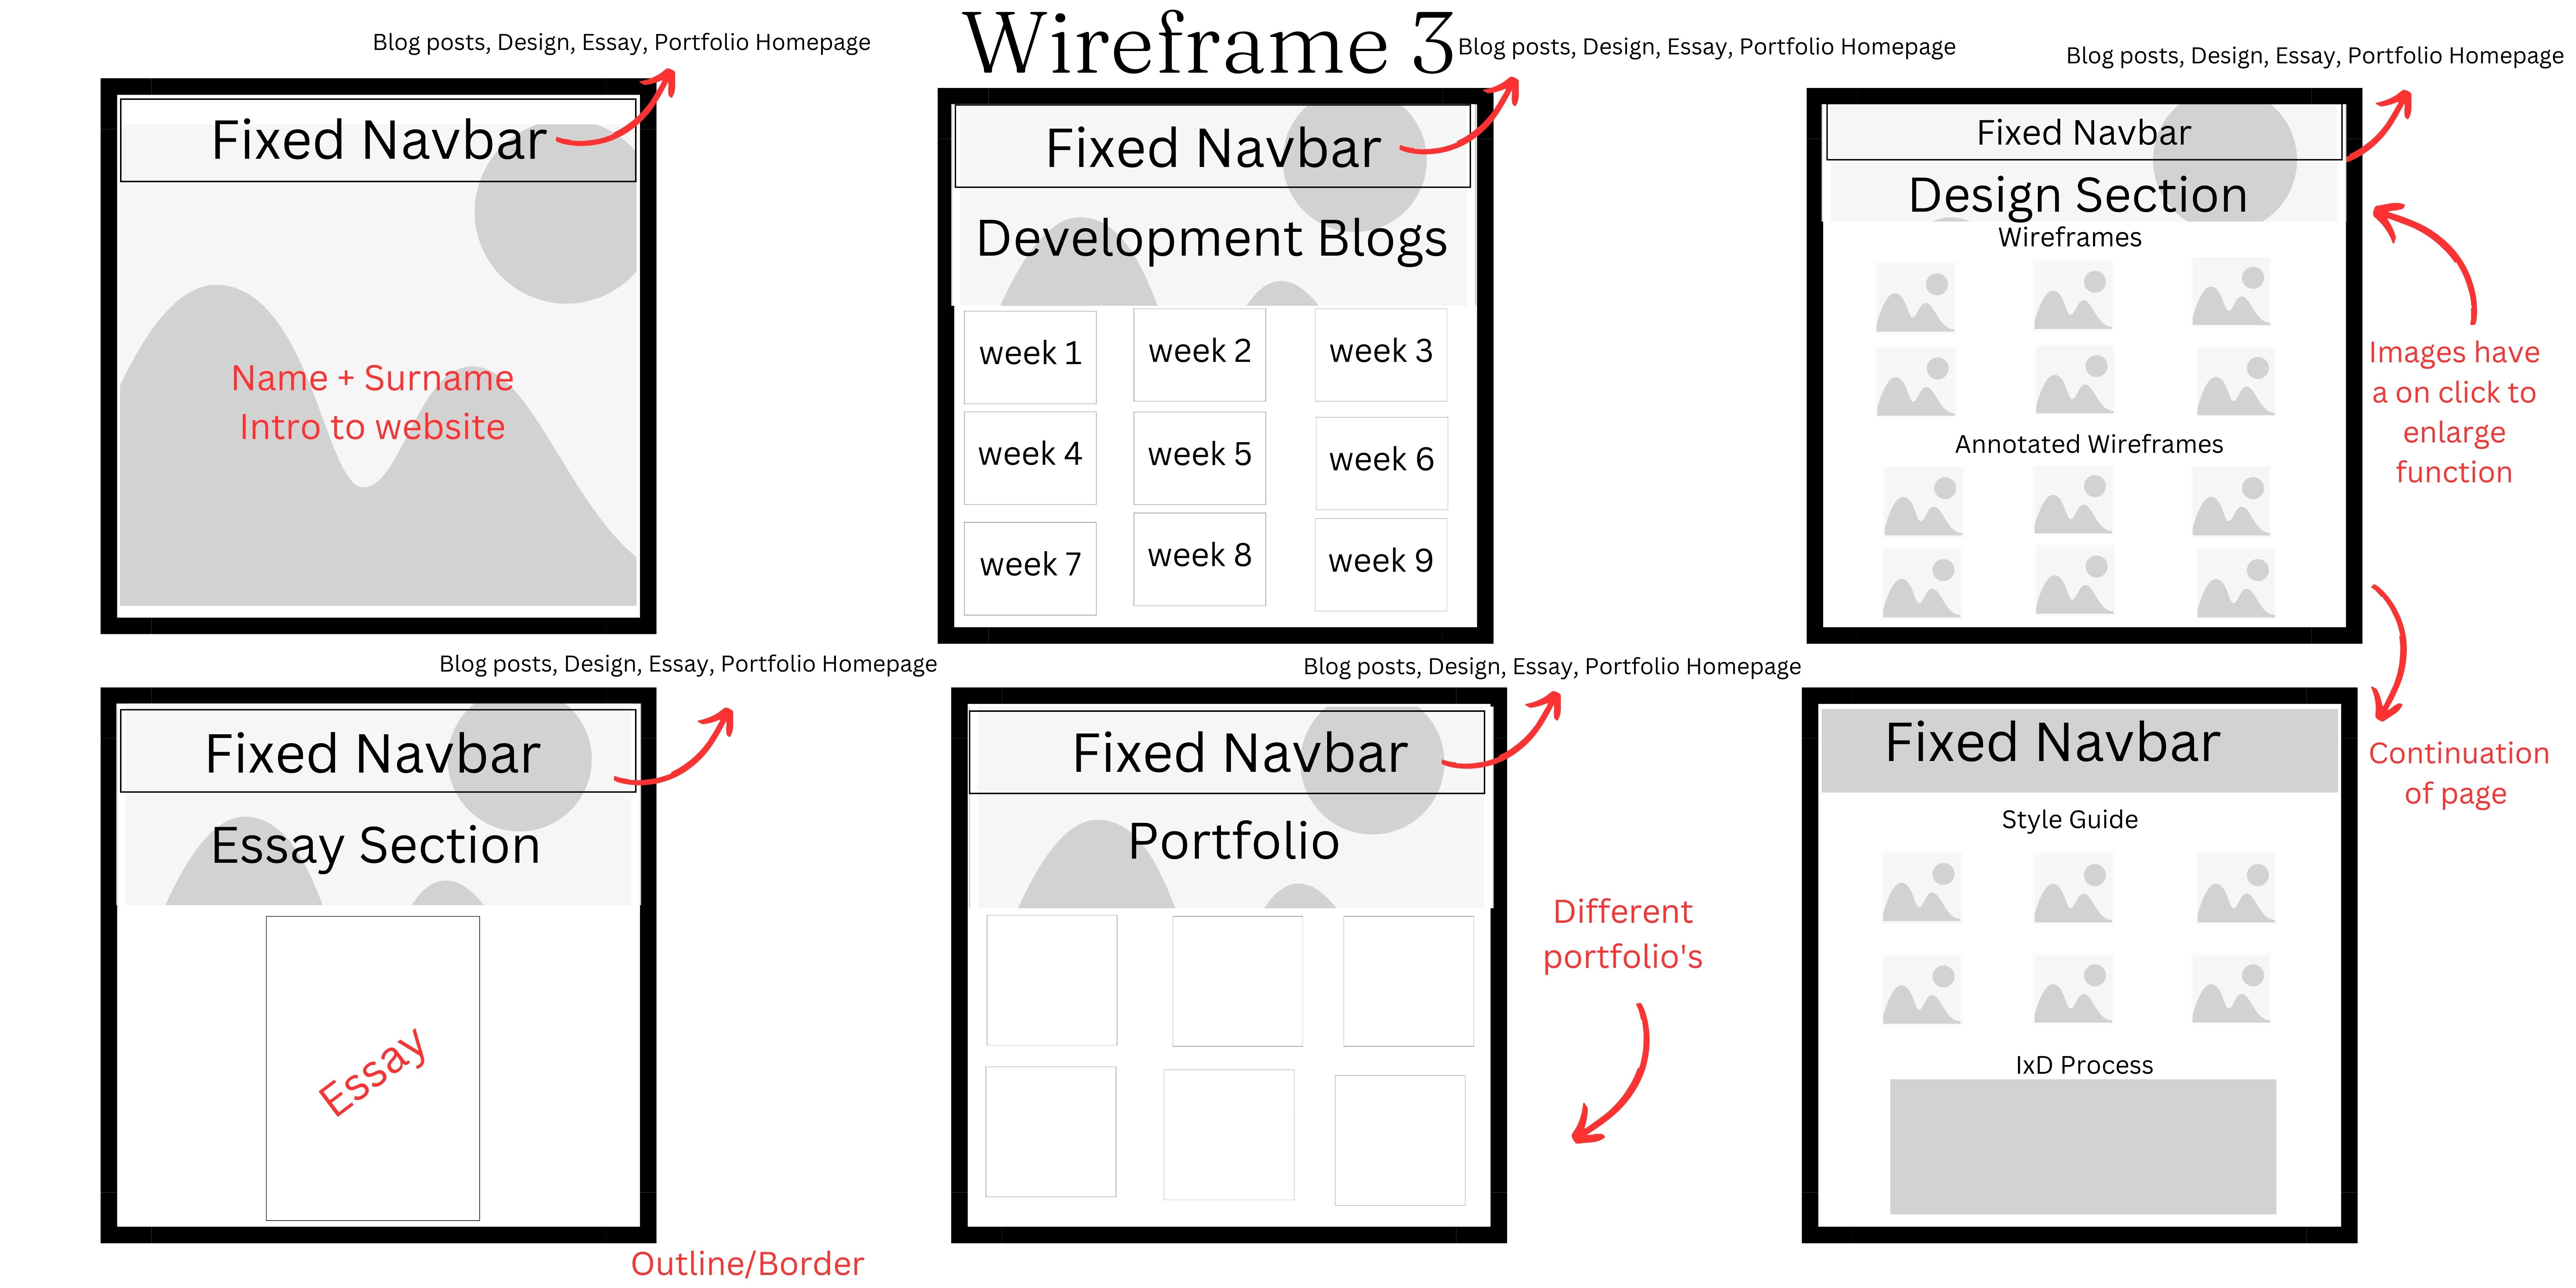 Wireframe 3
Blog posts, Design, Essay, Portfolio Homepage
Fixed Navbar
Name + Surname
Intro to website
Blog posts, Design, Essay, Portfolio Homepage
Fixed Navbar
Development Blogs
week 1
week 2
week 3
week 4
week 5
week 6
week 7
week 8
week 9
Blog posts, Design, Essay, Portfolio Homepage
Fixed Navbar
Design Section
Wireframes
Annotated Wireframes
Images have
a on click to
enlarge
function
Blog posts, Design, Essay, Portfolio Homepage
Fixed Navbar
Essay Section
Essay
Outline/Border
Blog posts, Design, Essay, Portfolio Homepage
Fixed Navbar
Portfolio
Different
portfolio's
Fixed Navbar
Style Guide
IxD Process
Continuation
of page